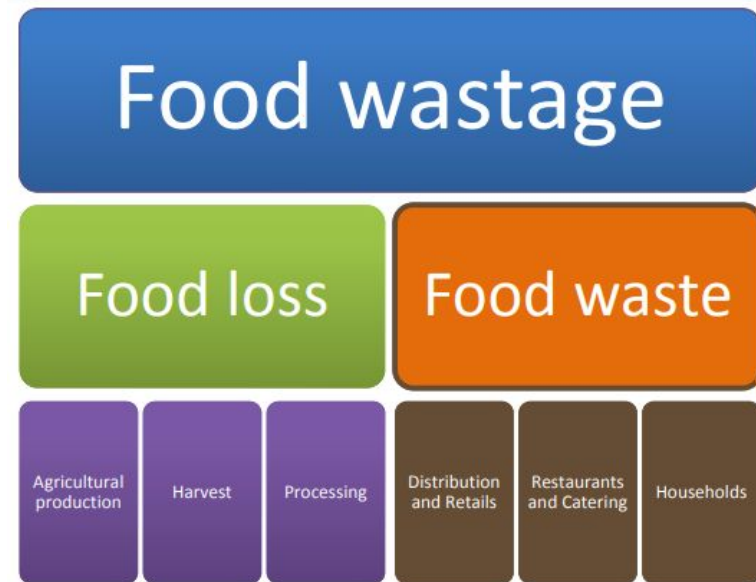 Food wastage
Food loss
Food waste
Agricultural
production
Harvest
Processing
Distribution
and Retails
Restaurants
and Catering
Households